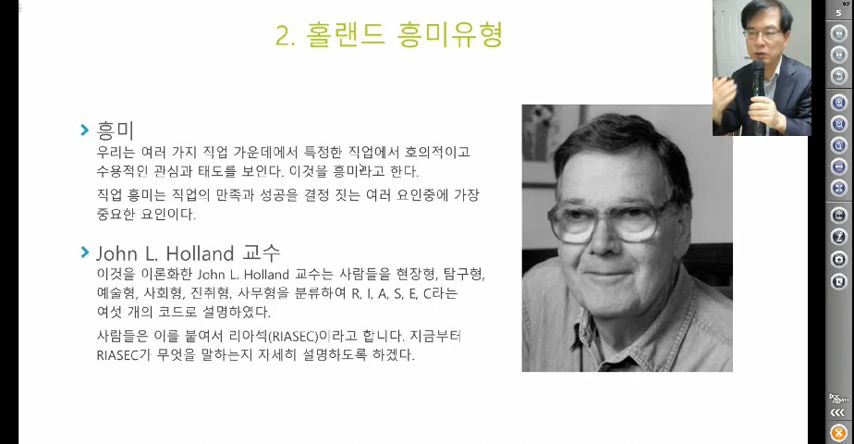 2. 홀랜드 흥미유형
5
흥미
우리는 여러 가지 직업 가운데에서 특정한 직업에서 호의적이고
수용적인 관심과 태도를 보인다. 이것을 흥미라고 한다.
직업 흥미는 직업의 만족과 성공을 결정 짓는 여러 요인중에 가장
중요한 요인이다.
John L. Holland 교수
이것을 이론화한 John L. Holland 교수는 사람들을 현장형, 탐구형,
예술형, 사회형, 진취형, 사무형을 분류하여 R, I, A, S, E, C라는
여섯 개의 코드로 설명하였다.
사람들은 이를 붙여서 리아섹(RIASEC)이라고 합니다. 지금부터
RIASEC가 무엇을 말하는지 자세히 설명하도록 하겠다.